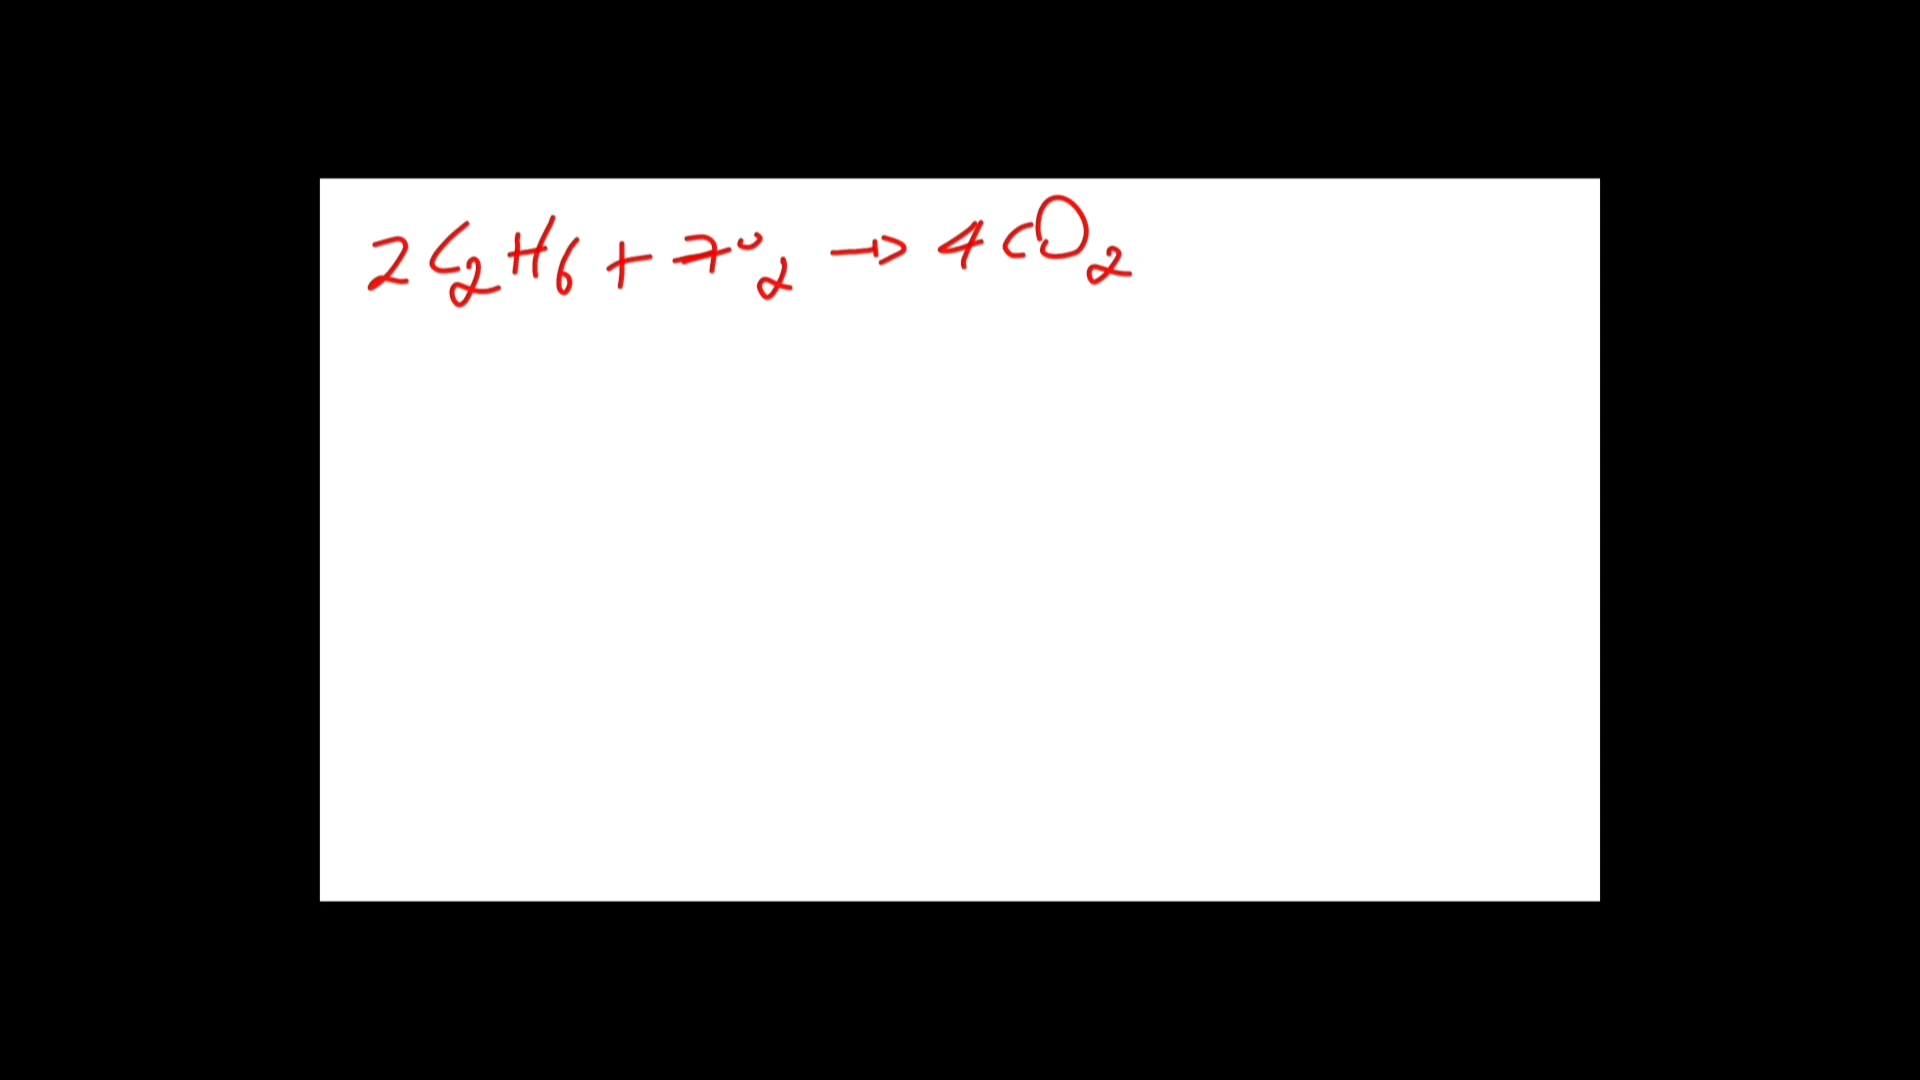 2C₂H₆ + 7O₂ → 4CO₂